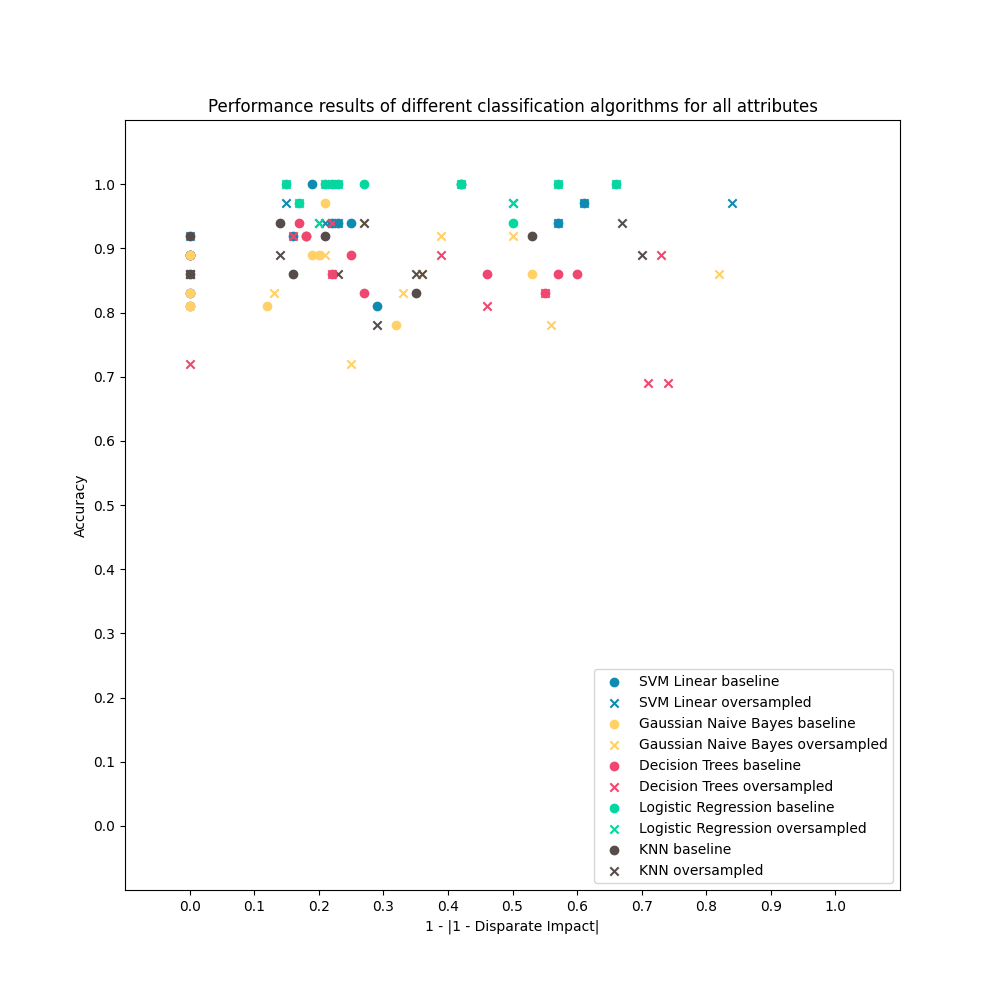 Performance results of different classification algorithms for all attributes
1.0
0.9
0.8
0.7
0.6
0.5
0.4
0.3
0.2
0.1
0.0
Accuracy
SVM Linear baseline
SVM Linear oversampled
Gaussian Naive Bayes baseline
Gaussian Naive Bayes oversampled
Decision Trees baseline
Decision Trees oversampled
Logistic Regression baseline
Logistic Regression oversampled
KNN baseline
KNN oversampled
0.0 0.1 0.2 0.3 0.4 0.5 0.6 0.7 0.8 0.9 1.0
1 - |1 - Disparate Impact|